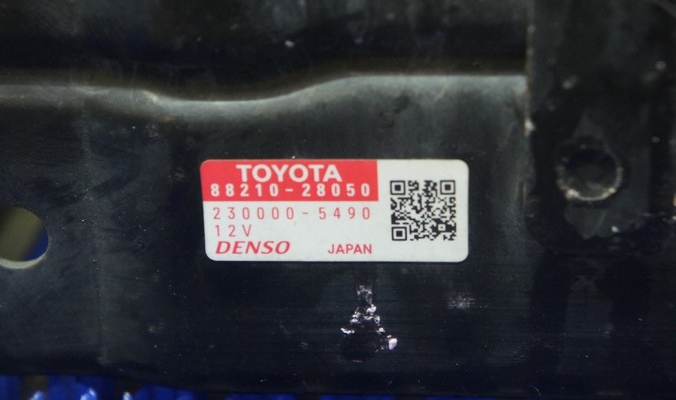 TOYOTA
88210-28050
230000-5490
12V
DENSO JAPAN